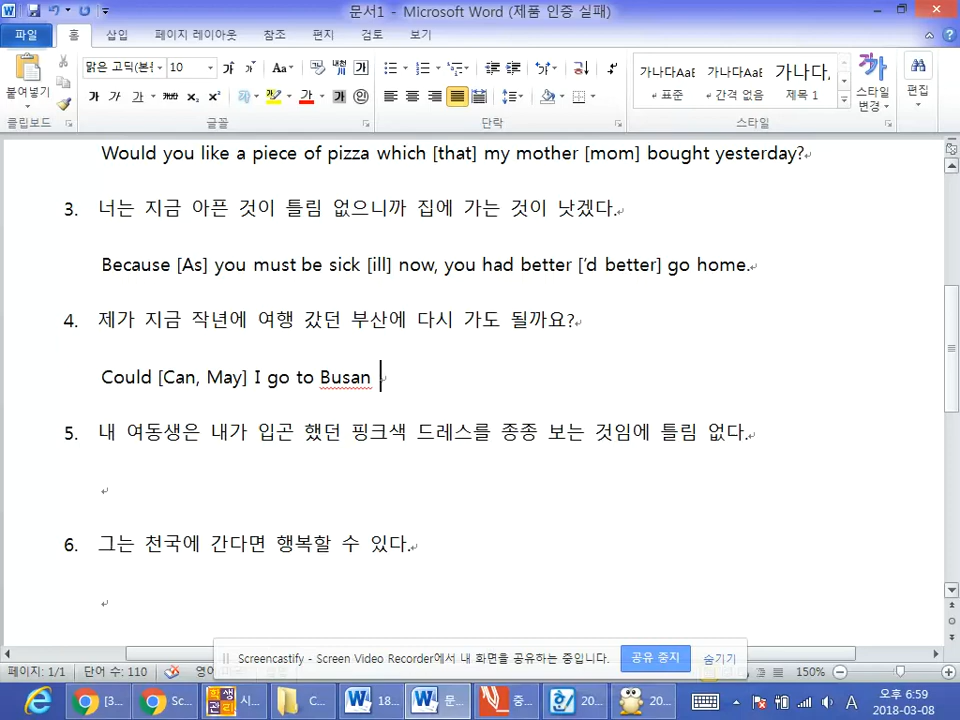 문서1 - Microsoft Word (제품 인증 실패)
파일 홈 삽입 페이지 레이아웃 참조 편지 검토 보기
붙여넣기
맑은 고딕(본문 10
가나다AaE 가나다AaE 가나다,
표준 간격 없음 제목 1
스타일 변경
편집
클립보드 글꼴 단락 스타일
Would you like a piece of pizza which [that] my mother [mom] bought yesterday?
3. 너는 지금 아픈 것이 틀림 없으니까 집에 가는 것이 낫겠다.
Because [As] you must be sick [ill] now, you had better [‘d better] go home.
4. 제가 지금 작년에 여행 갔던 부산에 다시 가도 될까요?
Could [Can, May] I go to Busan
5. 내 여동생은 내가 입곤 했던 핑크색 드레스를 종종 보는 것임에 틀림 없다.
6. 그는 천국에 간다면 행복할 수 있다.
Screencastify - Screen Video Recorder에서 내 화면을 공유하는 중입니다. 공유 중지 숨기기
페이지: 1/1 단어 수: 110 150%
[3... Sc... 시... C... 18... 문... 중... 20... 20... A 오후 6:59
2018-03-08